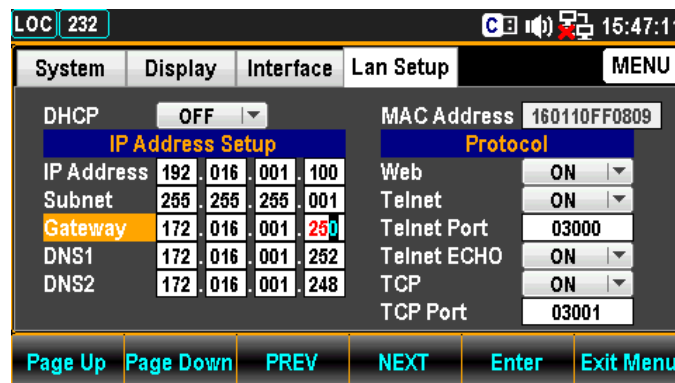 LOC 232 C 15:47:11
System Display Interface Lan Setup MENU
DHCP OFF
IP Address Setup
IP Address 192 . 016 . 001 . 100
Subnet 255 . 255 . 255 . 001
Gateway 172 . 016 . 001 . 250
DNS1 172 . 016 . 001 . 252
DNS2 172 . 016 . 001 . 248
MAC Address 160110FF0809
Protocol
Web ON
Telnet ON
Telnet Port 03000
Telnet ECHO ON
TCP ON
TCP Port 03001
Page Up Page Down PREV NEXT Enter Exit Menu